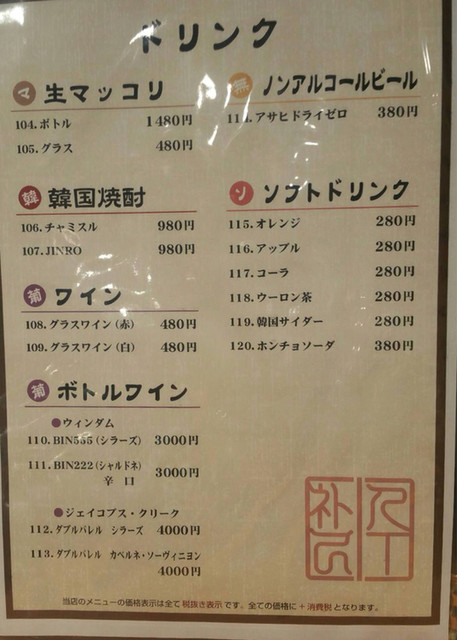 ドリンク
マ 生マッコリ
104.ボトル 1480円
105.グラス 480円
韓 韓国焼酎
106.チャミスル 980円
107.JINRO 980円
葡 ワイン
108.グラスワイン(赤) 480円
109.グラスワイン(白) 480円
葡 ボトルワイン
●ウィンダム
110.BIN555(シラーズ) 3000円
111.BIN222(シャルドネ) 3000円
辛口
●ジェイコブス・クリーク
112.ダブルバレル シラーズ 4000円
113.ダブルバレル カベルネ・ソーヴィニヨン
4000円
無 ノンアルコールビール
114.アサヒドライゼロ 380円
ソ ソフトドリンク
115.オレンジ 280円
116.アップル 280円
117.コーラ 280円
118.ウーロン茶 280円
119.韓国サイダー 280円
120.ホンチョソーダ 380円
当店のメニューの価格表示は全て税抜き表示です。全ての価格に+消費税となります。